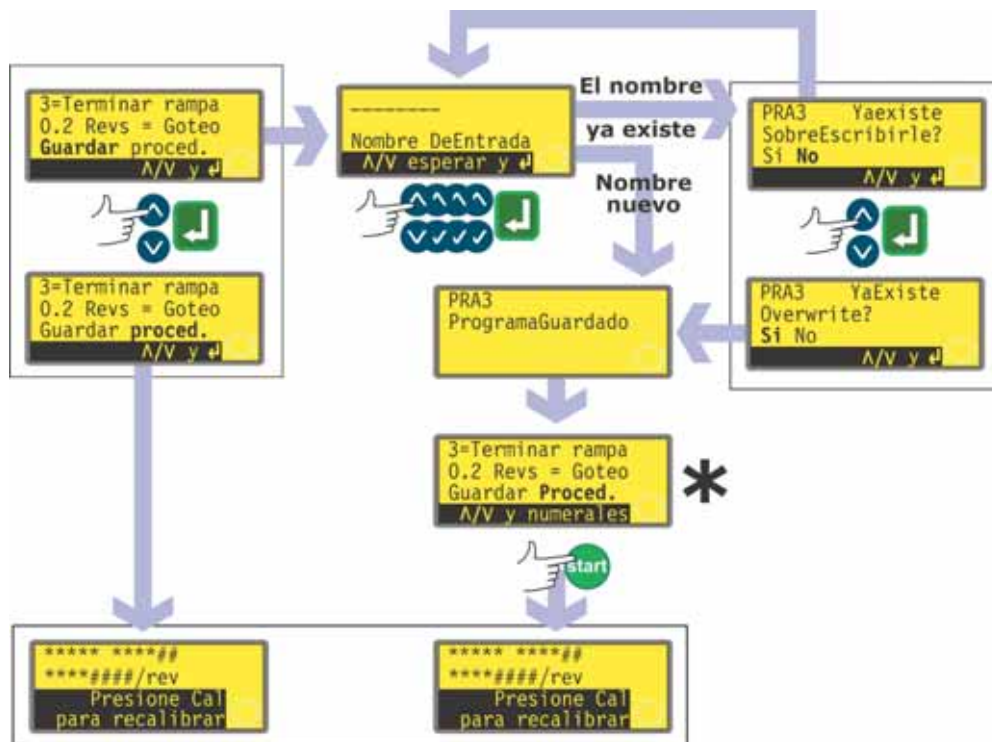 3=Terminar rampa
0.2 Revs = Goteo
Guardar proced.
Λ/V y ↵
--------
Nombre DeEntrada
Λ/V esperar y ↵
El nombre
ya existe
Nombre
nuevo
PRA3 Yaexiste
SobreEscribirle?
Si No
Λ/V y ↵
3=Terminar rampa
0.2 Revs = Goteo
Guardar proced.
Λ/V y ↵
PRA3
ProgramaGuardado
PRA3 YaExiste
Overwrite?
Si No
Λ/V y ↵
3=Terminar rampa
0.2 Revs = Goteo
Guardar Proced.
Λ/V y numerales
*
start
***** ****##
****####/rev
Presione Cal
para recalibrar
***** ****##
****####/rev
Presione Cal
para recalibrar